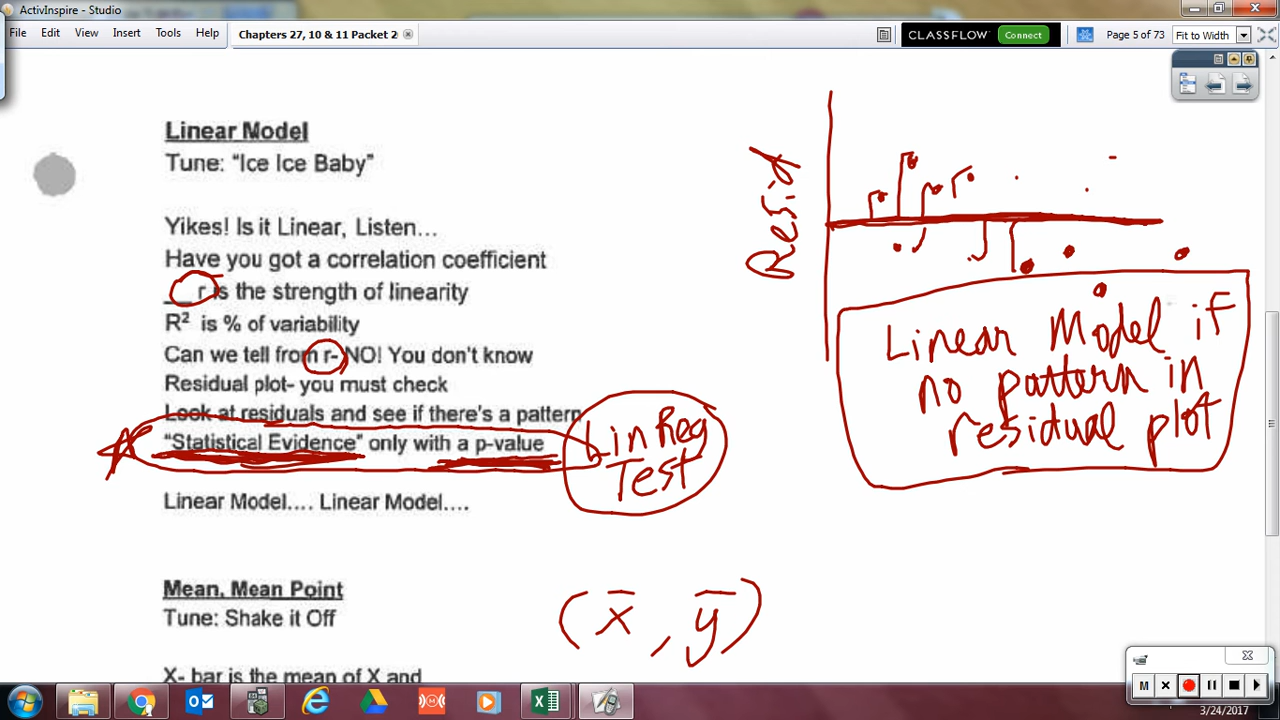 ActivInspire - Studio
File Edit View Insert Tools Help
Chapters 27, 10 & 11 Packet 2
CLASSFLOW Connect
Page 5 of 73
Fit to Width
Linear Model
Tune: "Ice Ice Baby"
Yikes! Is it Linear, Listen…
Have you got a correlation coefficient
__ r is the strength of linearity
R² is % of variability
Can we tell from r- NO! You don't know
Residual plot- you must check
Look at residuals and see if there's a pattern
"Statistical Evidence" only with a p-value
LinReg
Test
Linear Model…. Linear Model….
Resid
Linear Model if
no pattern in
residual plot
Mean, Mean Point
Tune: Shake it Off
(x̅, y̅)
X- bar is the mean of X and
M
3/24/2017